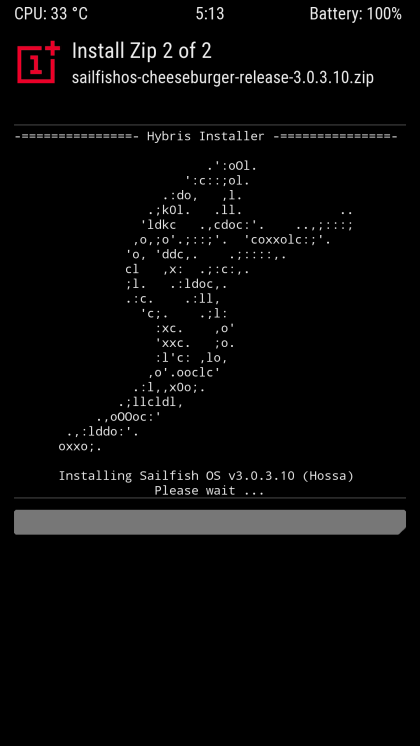 CPU: 33 °C 5:13 Battery: 100%
Install Zip 2 of 2
sailfishos-cheeseburger-release-3.0.3.10.zip
-===============- Hybris Installer -===============-
.':oOl.
':c::;ol.
.:do,   ,l.
.;kOl.   .ll.             ..
'ldkc   .,cdoc:'.    ..,;:::;
,o,;o'.;::;'.  'coxxolc:;'.
'o, 'ddc,.    .;::::,.
cl   ,x:  .;:c:,.
;l.   .:ldoc,.
.:c.    .:ll,
'c;.    .;l:
:xc.    ,o'
'xxc.   ;o.
:l'c: ,lo,
,o'.ooclc'
.:l,,xOo;.
.;llcldl,
.,oOOoc:'
.,:lddo:'.
oxxo;.
Installing Sailfish OS v3.0.3.10 (Hossa)
Please wait ...